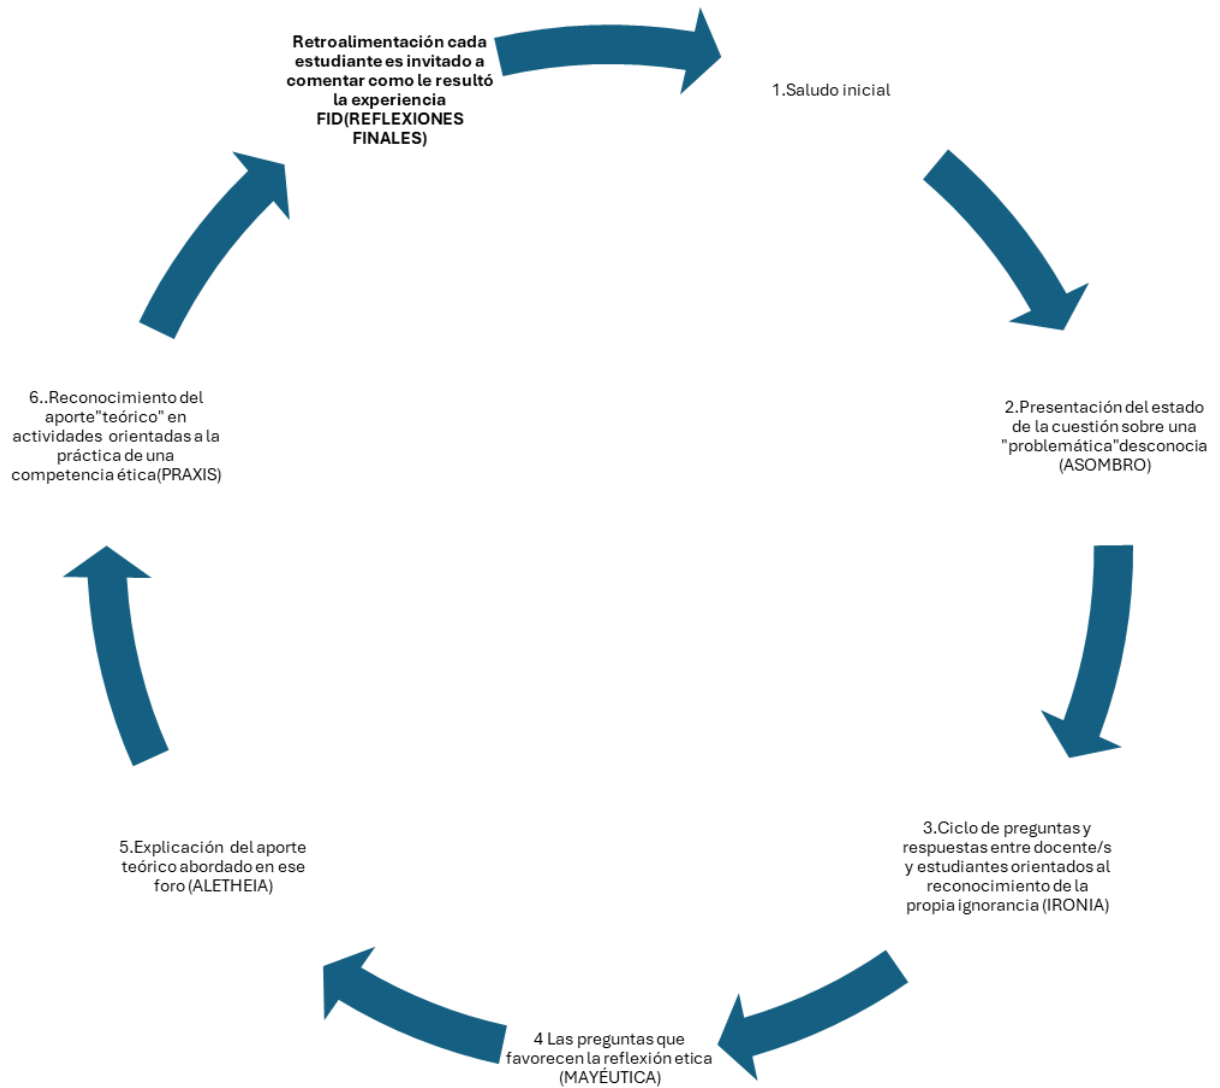 Retroalimentación cada
estudiante es invitado a
comentar como le resultó
la experiencia
FID(REFLEXIONES
FINALES)
1.Saludo inicial
2.Presentación del estado
de la cuestión sobre una
"problemática"desconocia
(ASOMBRO)
3.Ciclo de preguntas y
respuestas entre docente/s
y estudiantes orientados al
reconocimiento de la
propia ignorancia (IRONIA)
4 Las preguntas que
favorecen la reflexión etica
(MAYÉUTICA)
5.Explicación del aporte
teórico abordado en ese
foro (ALETHEIA)
6..Reconocimiento del
aporte"teórico" en
actividades orientadas a la
práctica de una
competencia ética(PRAXIS)